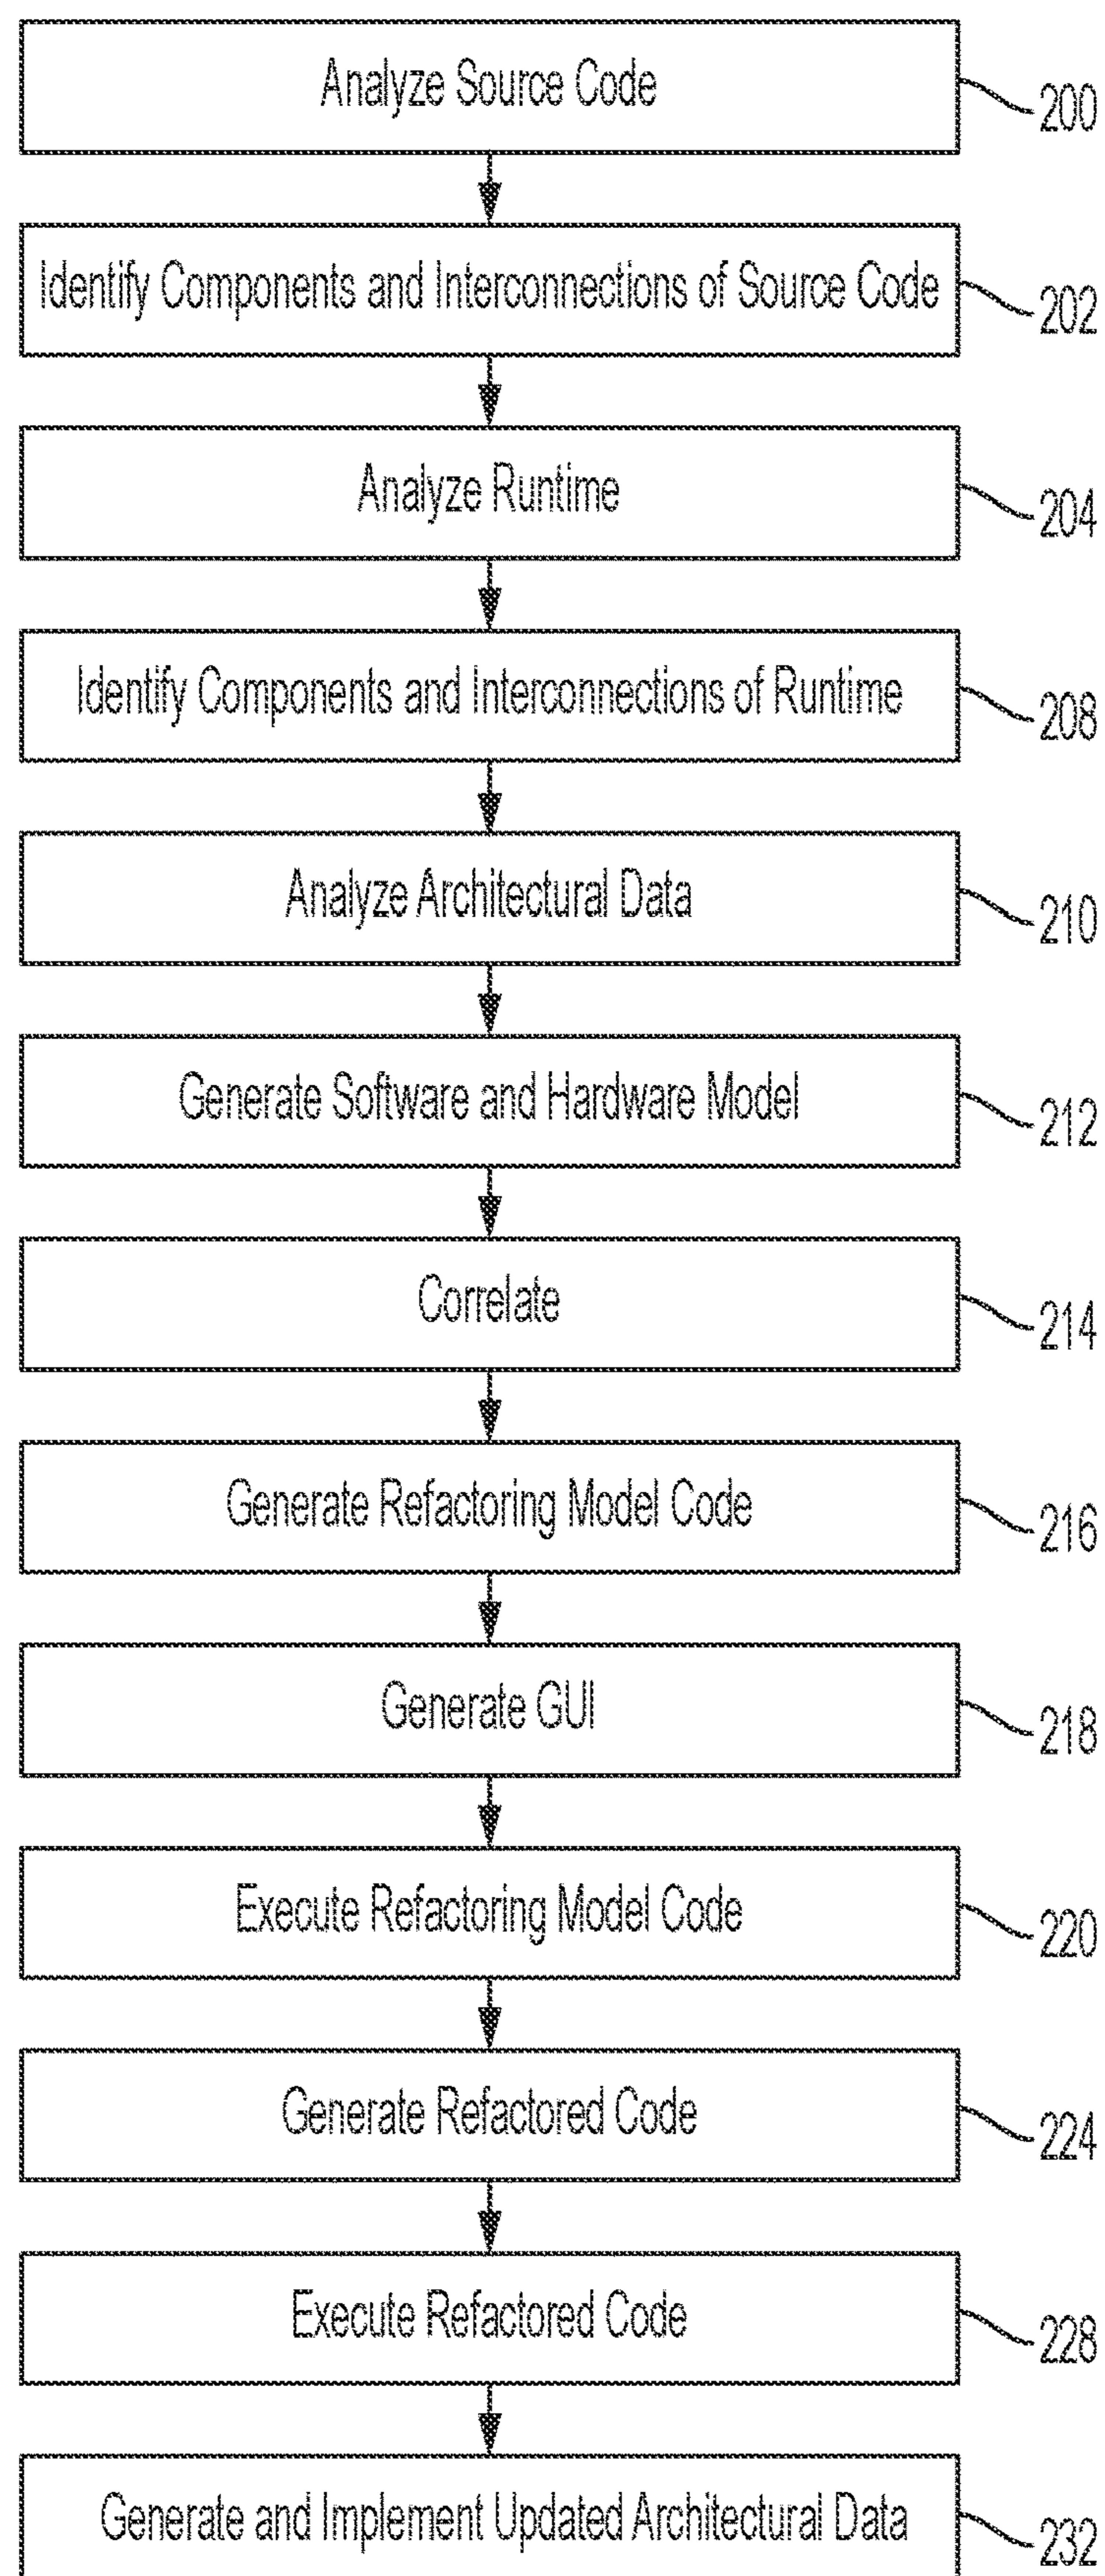 Analyze Source Code
200
Identify Components and Interconnections of Source Code
202
Analyze Runtime
204
Identify Components and Interconnections of Runtime
208
Analyze Architectural Data
210
Generate Software and Hardware Model
212
Correlate
214
Generate Refactoring Model Code
216
Generate GUI
218
Execute Refactoring Model Code
220
Generate Refactored Code
224
Execute Refactored Code
228
Generate and Implement Updated Architectural Data
232